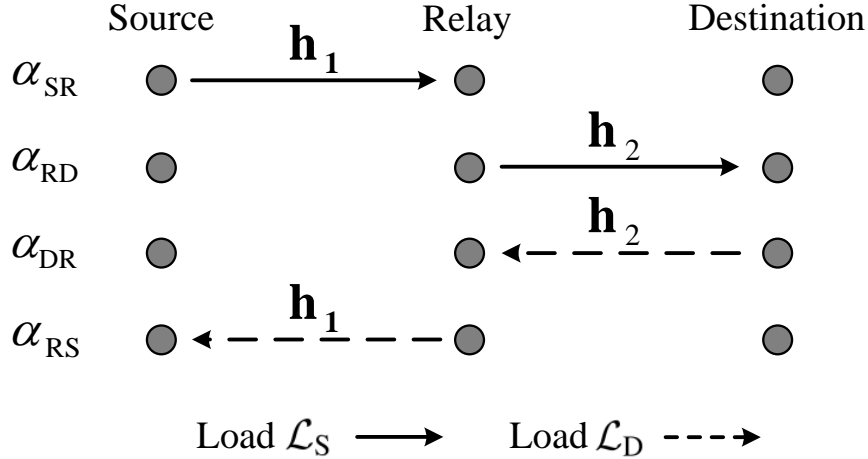 Source Relay Destination
α_SR h_1
α_RD h_2
α_DR h_2
α_RS h_1
Load ℒ_S Load ℒ_D